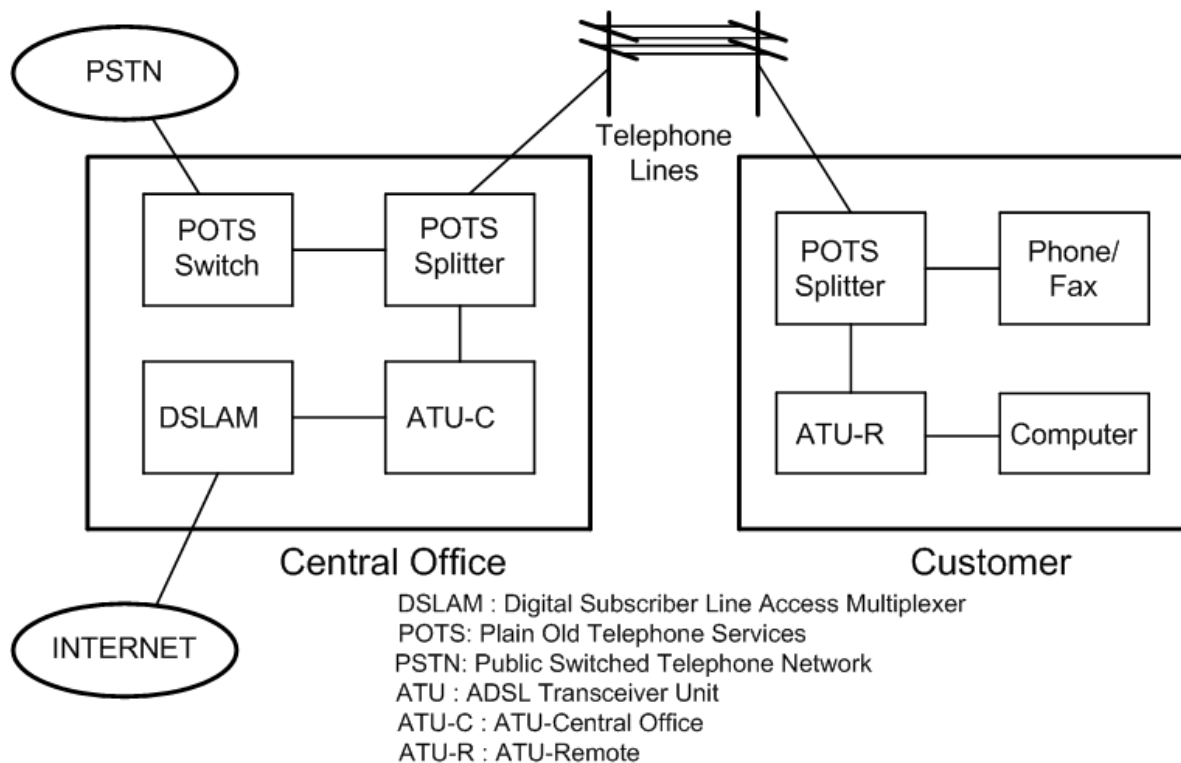 PSTN
Telephone
Lines
POTS
Switch
POTS
Splitter
POTS
Splitter
Phone/
Fax
DSLAM
ATU-C
ATU-R
Computer
Central Office
Customer
INTERNET
DSLAM : Digital Subscriber Line Access Multiplexer
POTS: Plain Old Telephone Services
PSTN: Public Switched Telephone Network
ATU : ADSL Transceiver Unit
ATU-C : ATU-Central Office
ATU-R : ATU-Remote